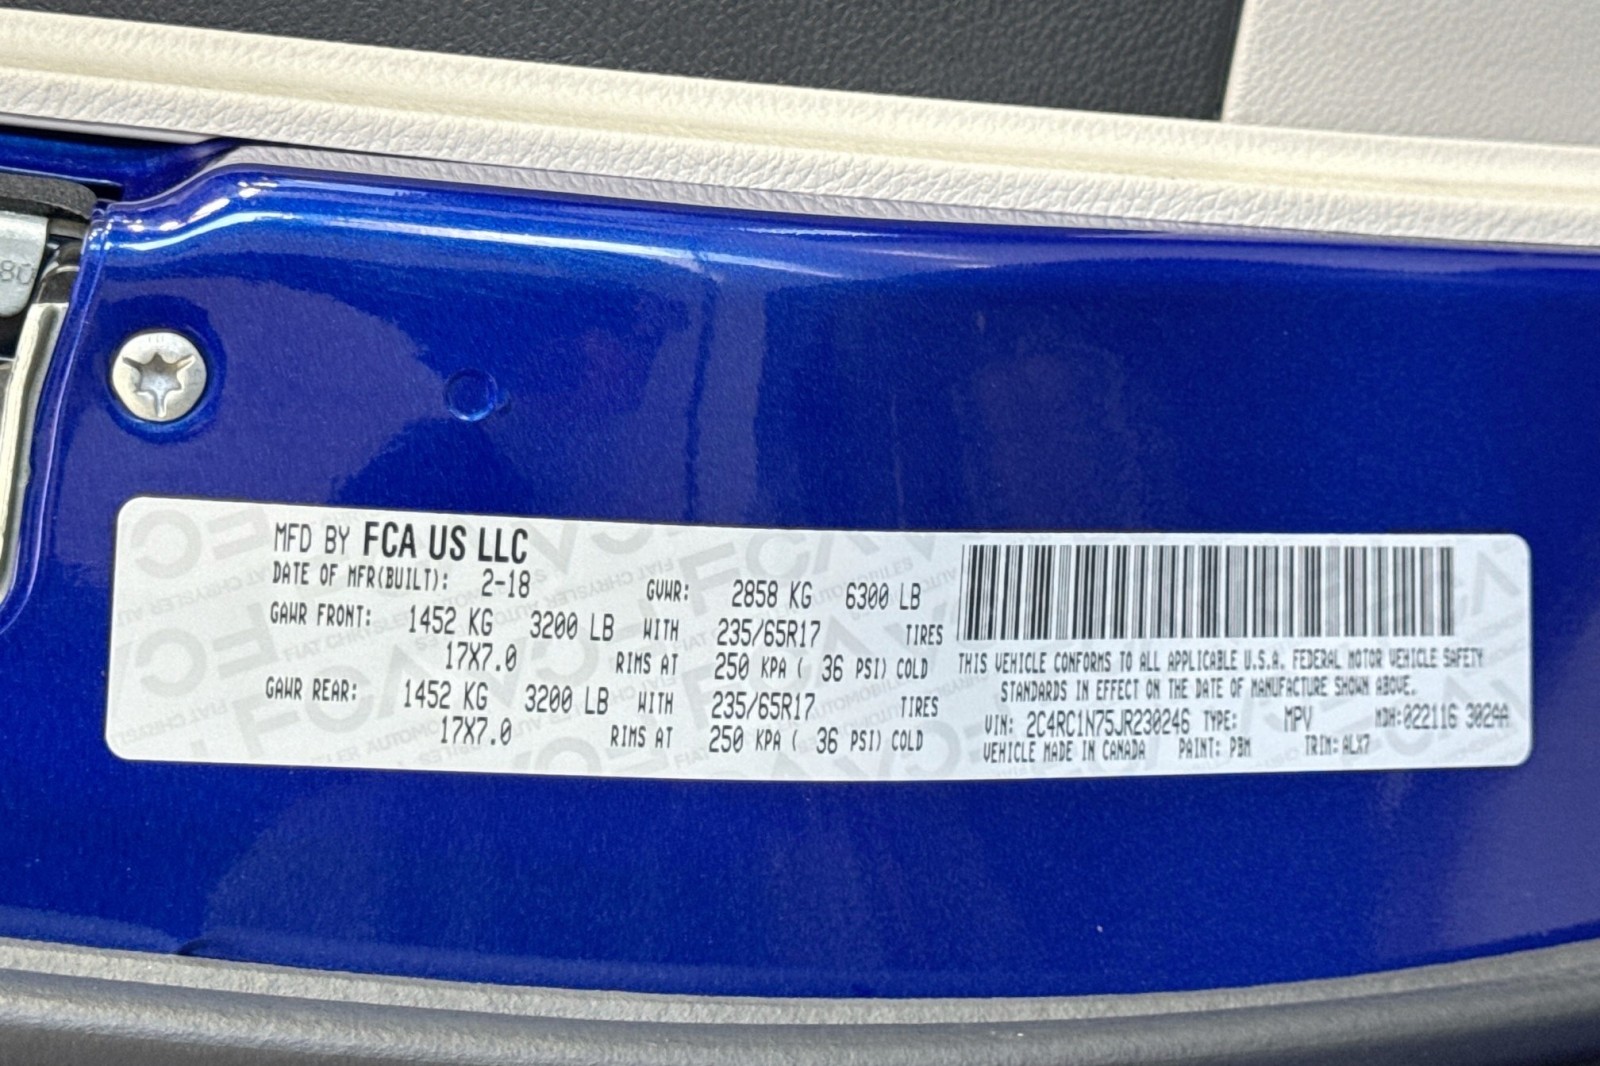 MFD BY FCA US LLC
DATE OF MFR(BUILT): 2-18 GVWR: 2858 KG 6300 LB
GAWR FRONT: 1452 KG 3200 LB WITH 235/65R17 TIRES
17X7.0 RIMS AT 250 KPA ( 36 PSI) COLD
GAWR REAR: 1452 KG 3200 LB WITH 235/65R17 TIRES
17X7.0 RIMS AT 250 KPA ( 36 PSI) COLD
THIS VEHICLE CONFORMS TO ALL APPLICABLE U.S.A. FEDERAL MOTOR VEHICLE SAFETY
STANDARDS IN EFFECT ON THE DATE OF MANUFACTURE SHOWN ABOVE.
VIN: 2C4RC1N75JR230246 TYPE: MPV MDH:022116 302AA
VEHICLE MADE IN CANADA PAINT: PBM TRIM:ALX7